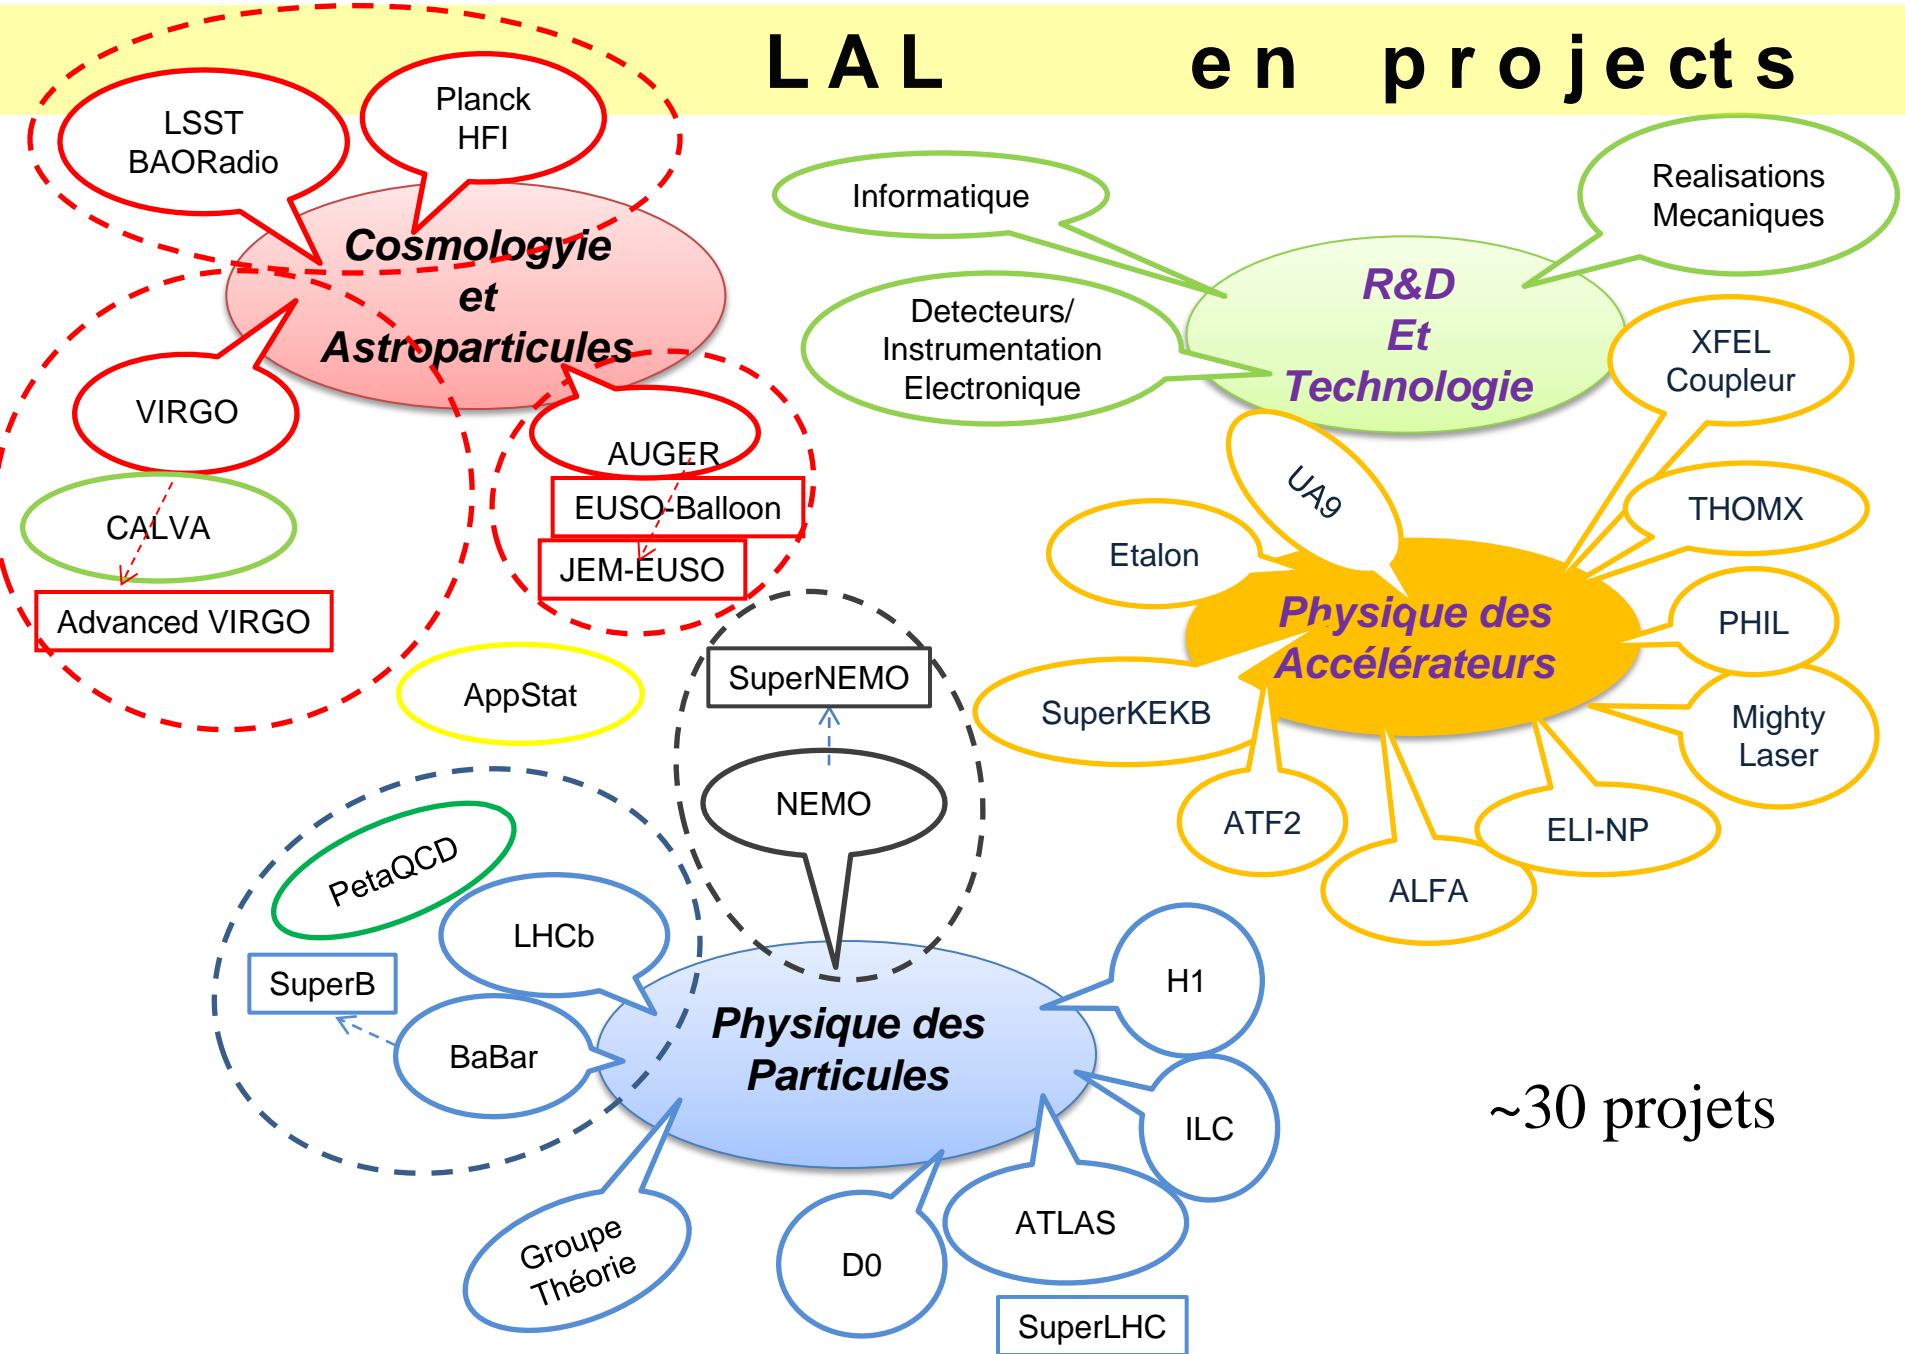 LAL en projects
LSST
BAORadio
Planck
HFI
Cosmologyie
et
Astroparticules
VIRGO
CALVA
Advanced VIRGO
AUGER
EUSO-Balloon
JEM-EUSO
Informatique
Realisations
Mecaniques
Detecteurs/
Instrumentation
Electronique
R&D
Et
Technologie
XFEL
Coupleur
UA9
THOMX
Etalon
Physique des
Accélérateurs
PHIL
Mighty
Laser
SuperKEKB
ATF2
ELI-NP
ALFA
AppStat
SuperNEMO
NEMO
PetaQCD
LHCb
SuperB
BaBar
Physique des
Particules
H1
ILC
ATLAS
D0
Groupe
Théorie
SuperLHC
~30 projets